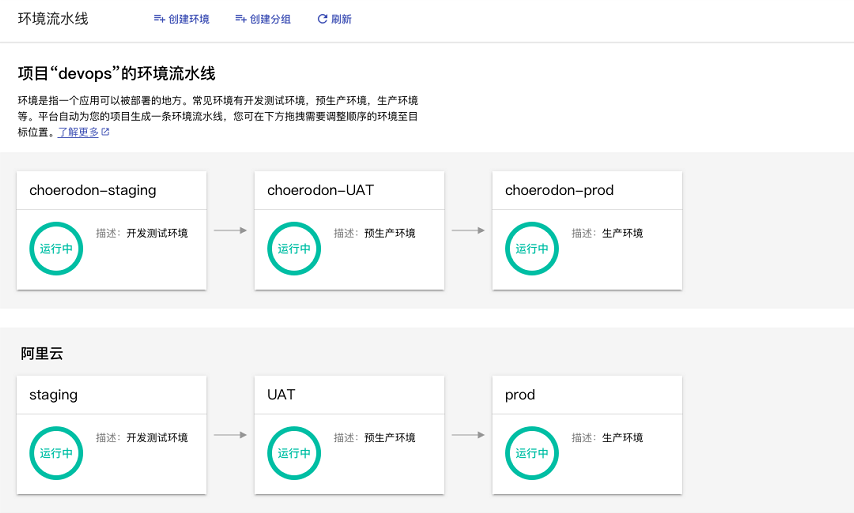 环境流水线 创建环境 创建分组 刷新
项目“devops”的环境流水线
环境是指一个应用可以被部署的地方。常见环境有开发测试环境，预生产环境，生产环境
等。平台自动为您的项目生成一条环境流水线，您可在下方拖拽需要调整顺序的环境至目
标位置。了解更多
choerodon-staging choerodon-UAT choerodon-prod
运行中 描述：开发测试环境 运行中 描述：预生产环境 运行中 描述：生产环境
阿里云
staging UAT prod
运行中 描述：开发测试环境 运行中 描述：预生产环境 运行中 描述：生产环境